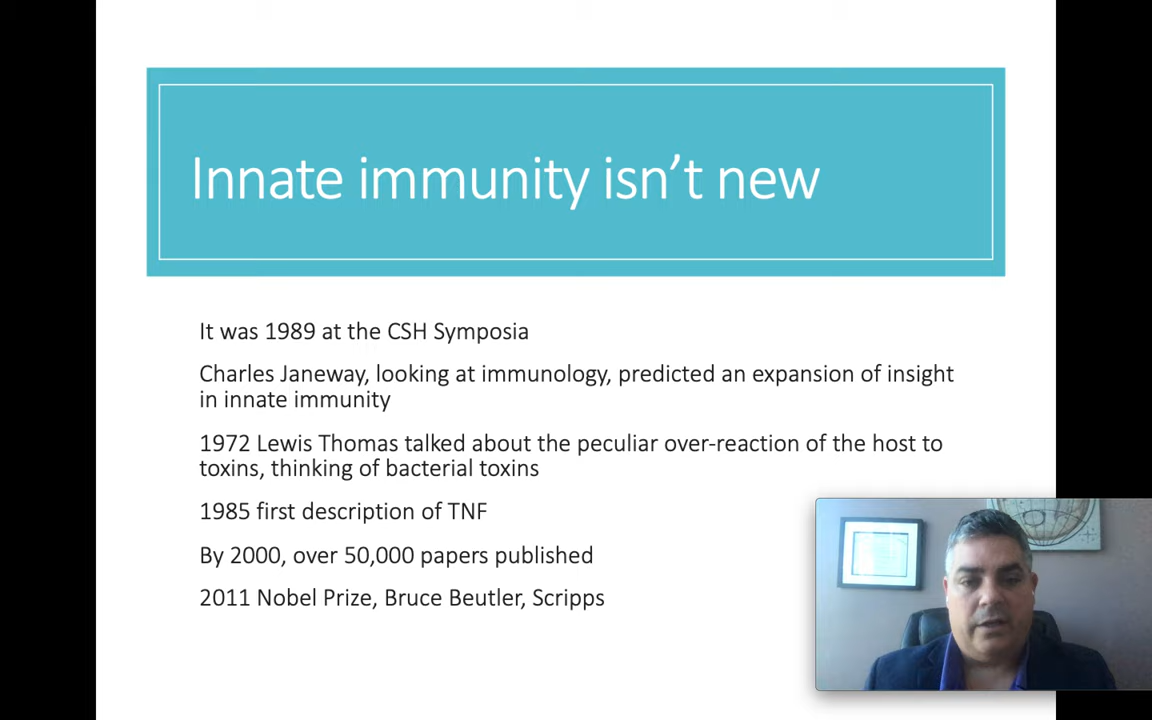 Innate immunity isn’t new
It was 1989 at the CSH Symposia
Charles Janeway, looking at immunology, predicted an expansion of insight
in innate immunity
1972 Lewis Thomas talked about the peculiar over-reaction of the host to
toxins, thinking of bacterial toxins
1985 first description of TNF
By 2000, over 50,000 papers published
2011 Nobel Prize, Bruce Beutler, Scripps